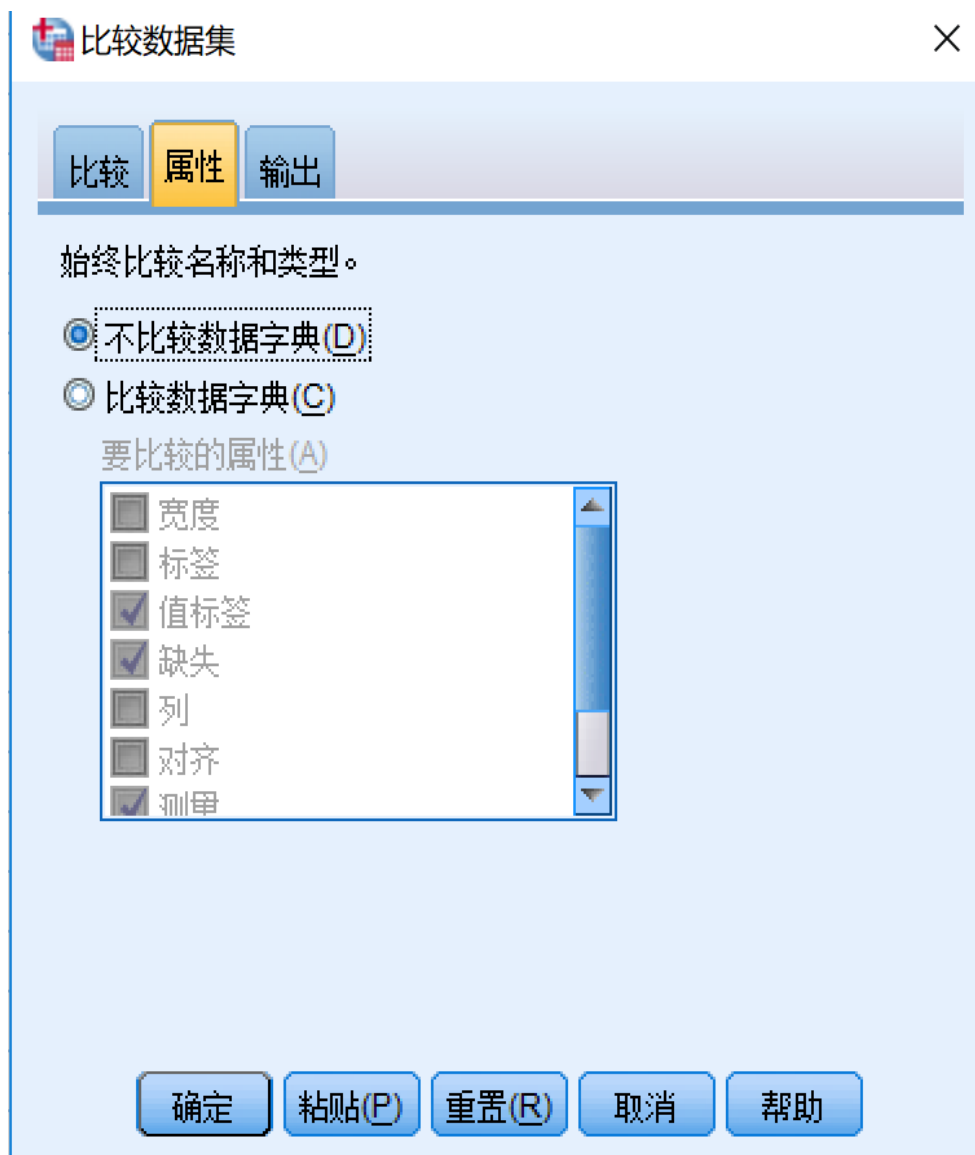 比较数据集
比较 属性 输出
始终比较名称和类型。
不比较数据字典(D)
比较数据字典(C)
要比较的属性(A)
宽度
标签
值标签
缺失
列
对齐
确定 粘贴(P) 重置(R) 取消 帮助